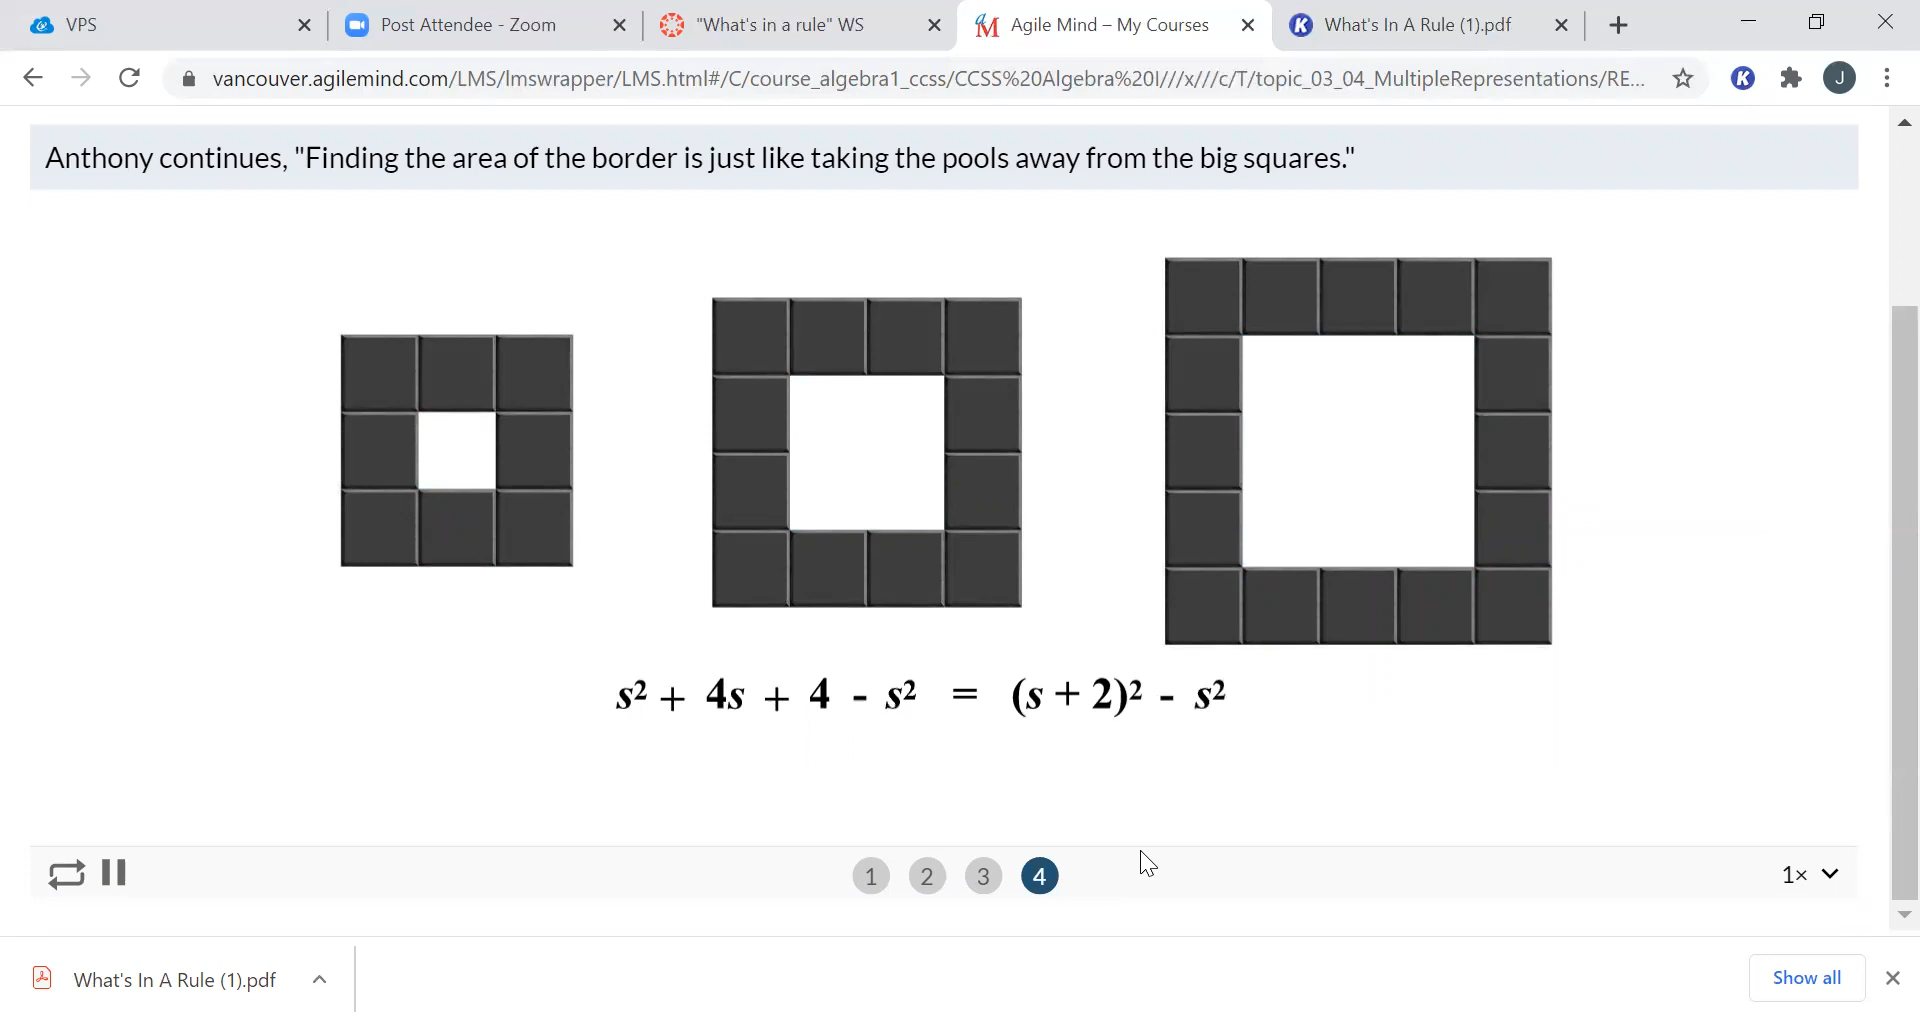 VPS
Post Attendee - Zoom
"What's in a rule" WS
Agile Mind – My Courses
What's In A Rule (1).pdf
vancouver.agilemind.com/LMS/lmswrapper/LMS.html#/C/course_algebra1_ccss/CCSS%20Algebra%20I///x///c/T/topic_03_04_MultipleRepresentations/RE...
K
J
Anthony continues, "Finding the area of the border is just like taking the pools away from the big squares."
s² + 4s + 4 - s² = (s + 2)² - s²
1 2 3 4
1×
What's In A Rule (1).pdf
Show all